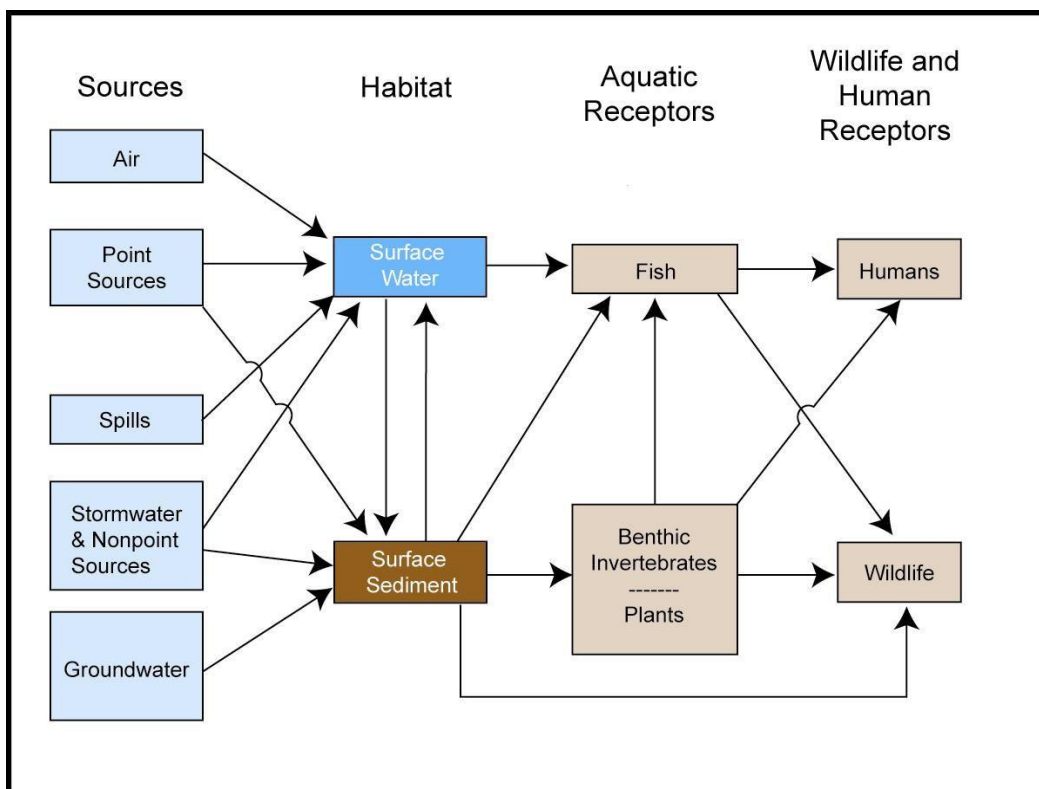 Sources
Habitat
Aquatic
Receptors
Wildlife and
Human
Receptors
Air
Point
Sources
Spills
Stormwater
& Nonpoint
Sources
Groundwater
Surface
Water
Surface
Sediment
Fish
Benthic
Invertebrates
-------
Plants
Humans
Wildlife